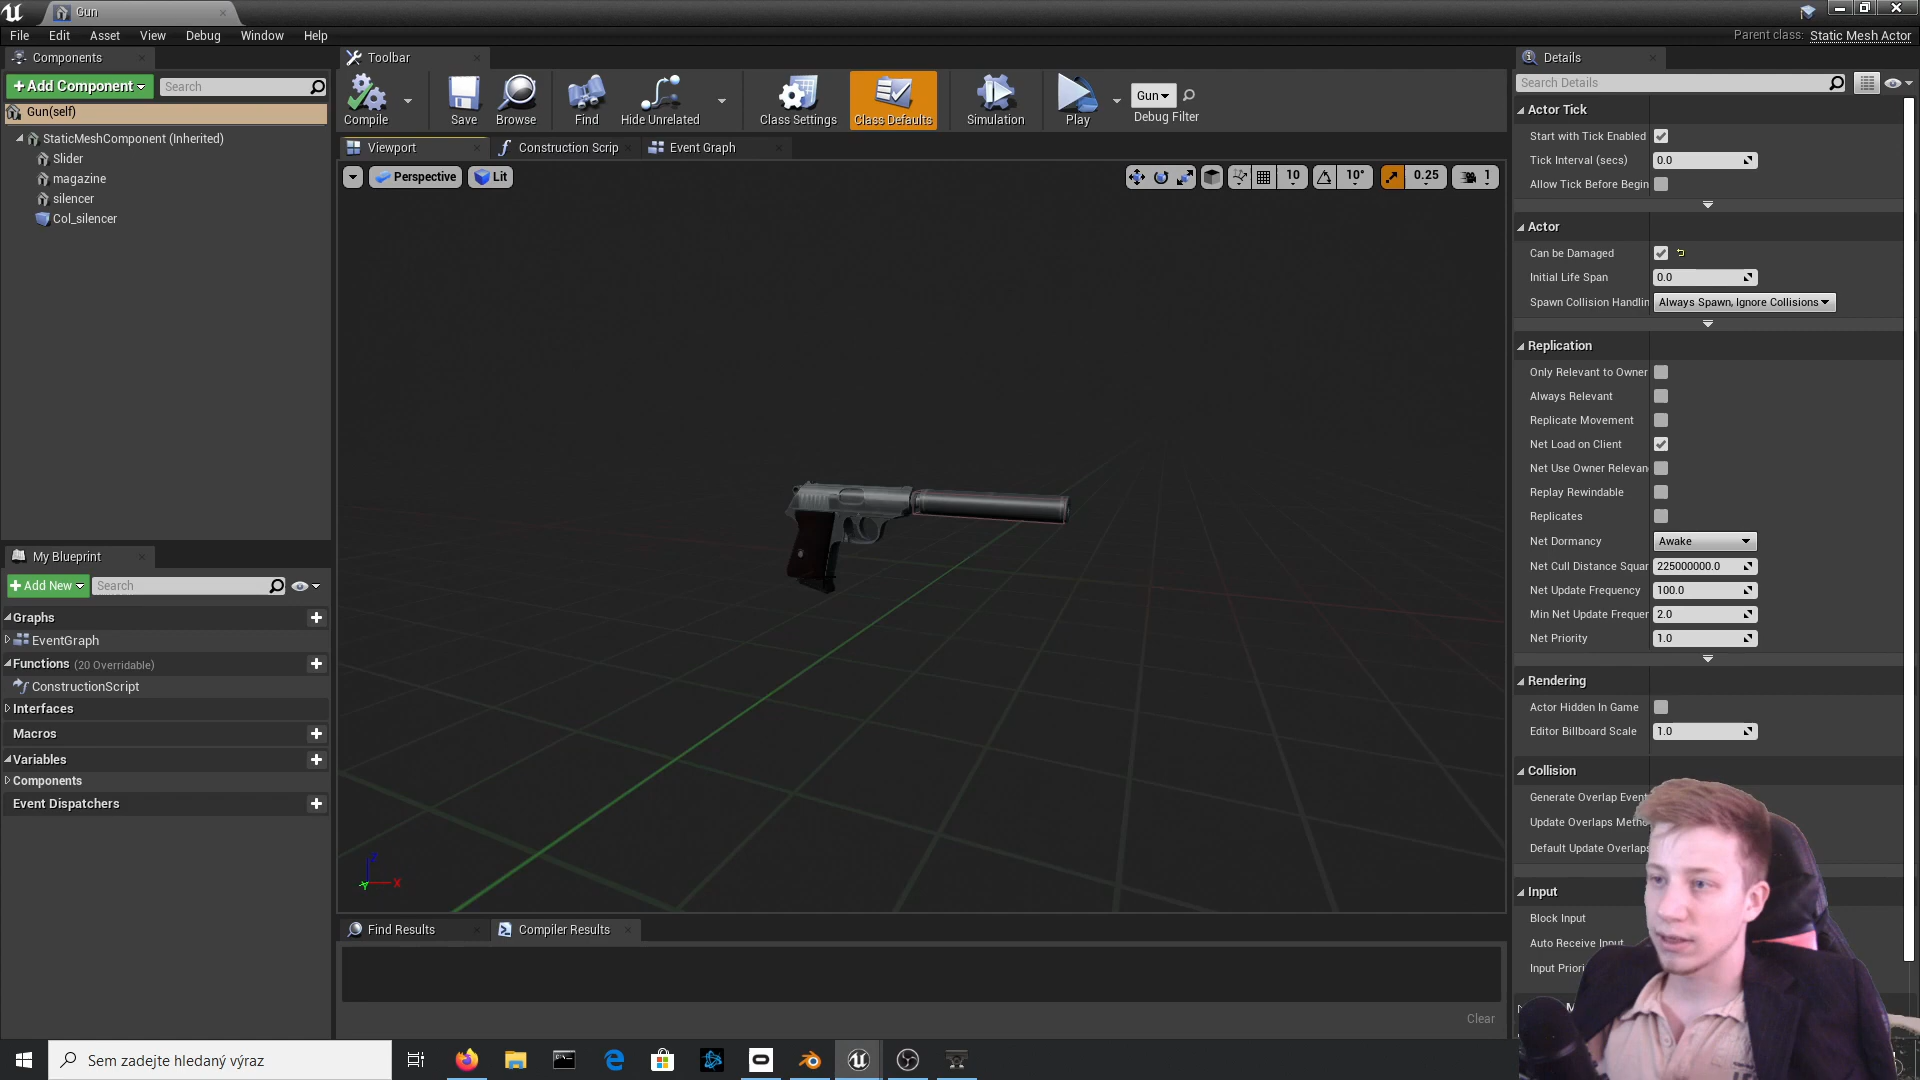 Gun
File Edit Asset View Debug Window Help
Parent class: Static Mesh Actor
Components
Add Component
Search
Gun(self)
StaticMeshComponent (Inherited)
Slider
magazine
silencer
Col_silencer
Toolbar
Compile
Save
Browse
Find
Hide Unrelated
Class Settings
Class Defaults
Simulation
Play
Gun
Debug Filter
Viewport
Construction Scrip
Event Graph
Perspective
Lit
10
10°
0.25
1
My Blueprint
Add New
Search
Graphs
EventGraph
Functions (20 Overridable)
ConstructionScript
Interfaces
Macros
Variables
Components
Event Dispatchers
Z
X
Y
Find Results
Compiler Results
Clear
Details
Search Details
Actor Tick
Start with Tick Enabled
Tick Interval (secs) 0.0
Allow Tick Before Begin
Actor
Can be Damaged
Initial Life Span 0.0
Spawn Collision Handlin Always Spawn, Ignore Collisions
Replication
Only Relevant to Owner
Always Relevant
Replicate Movement
Net Load on Client
Net Use Owner Relevan
Replay Rewindable
Replicates
Net Dormancy Awake
Net Cull Distance Squar 225000000.0
Net Update Frequency 100.0
Min Net Update Frequer 2.0
Net Priority 1.0
Rendering
Actor Hidden In Game
Editor Billboard Scale 1.0
Collision
Generate Overlap Event
Update Overlaps Metho
Default Update Overlaps
Input
Block Input
Auto Receive Input
Input Priori
Sem zadejte hledaný výraz